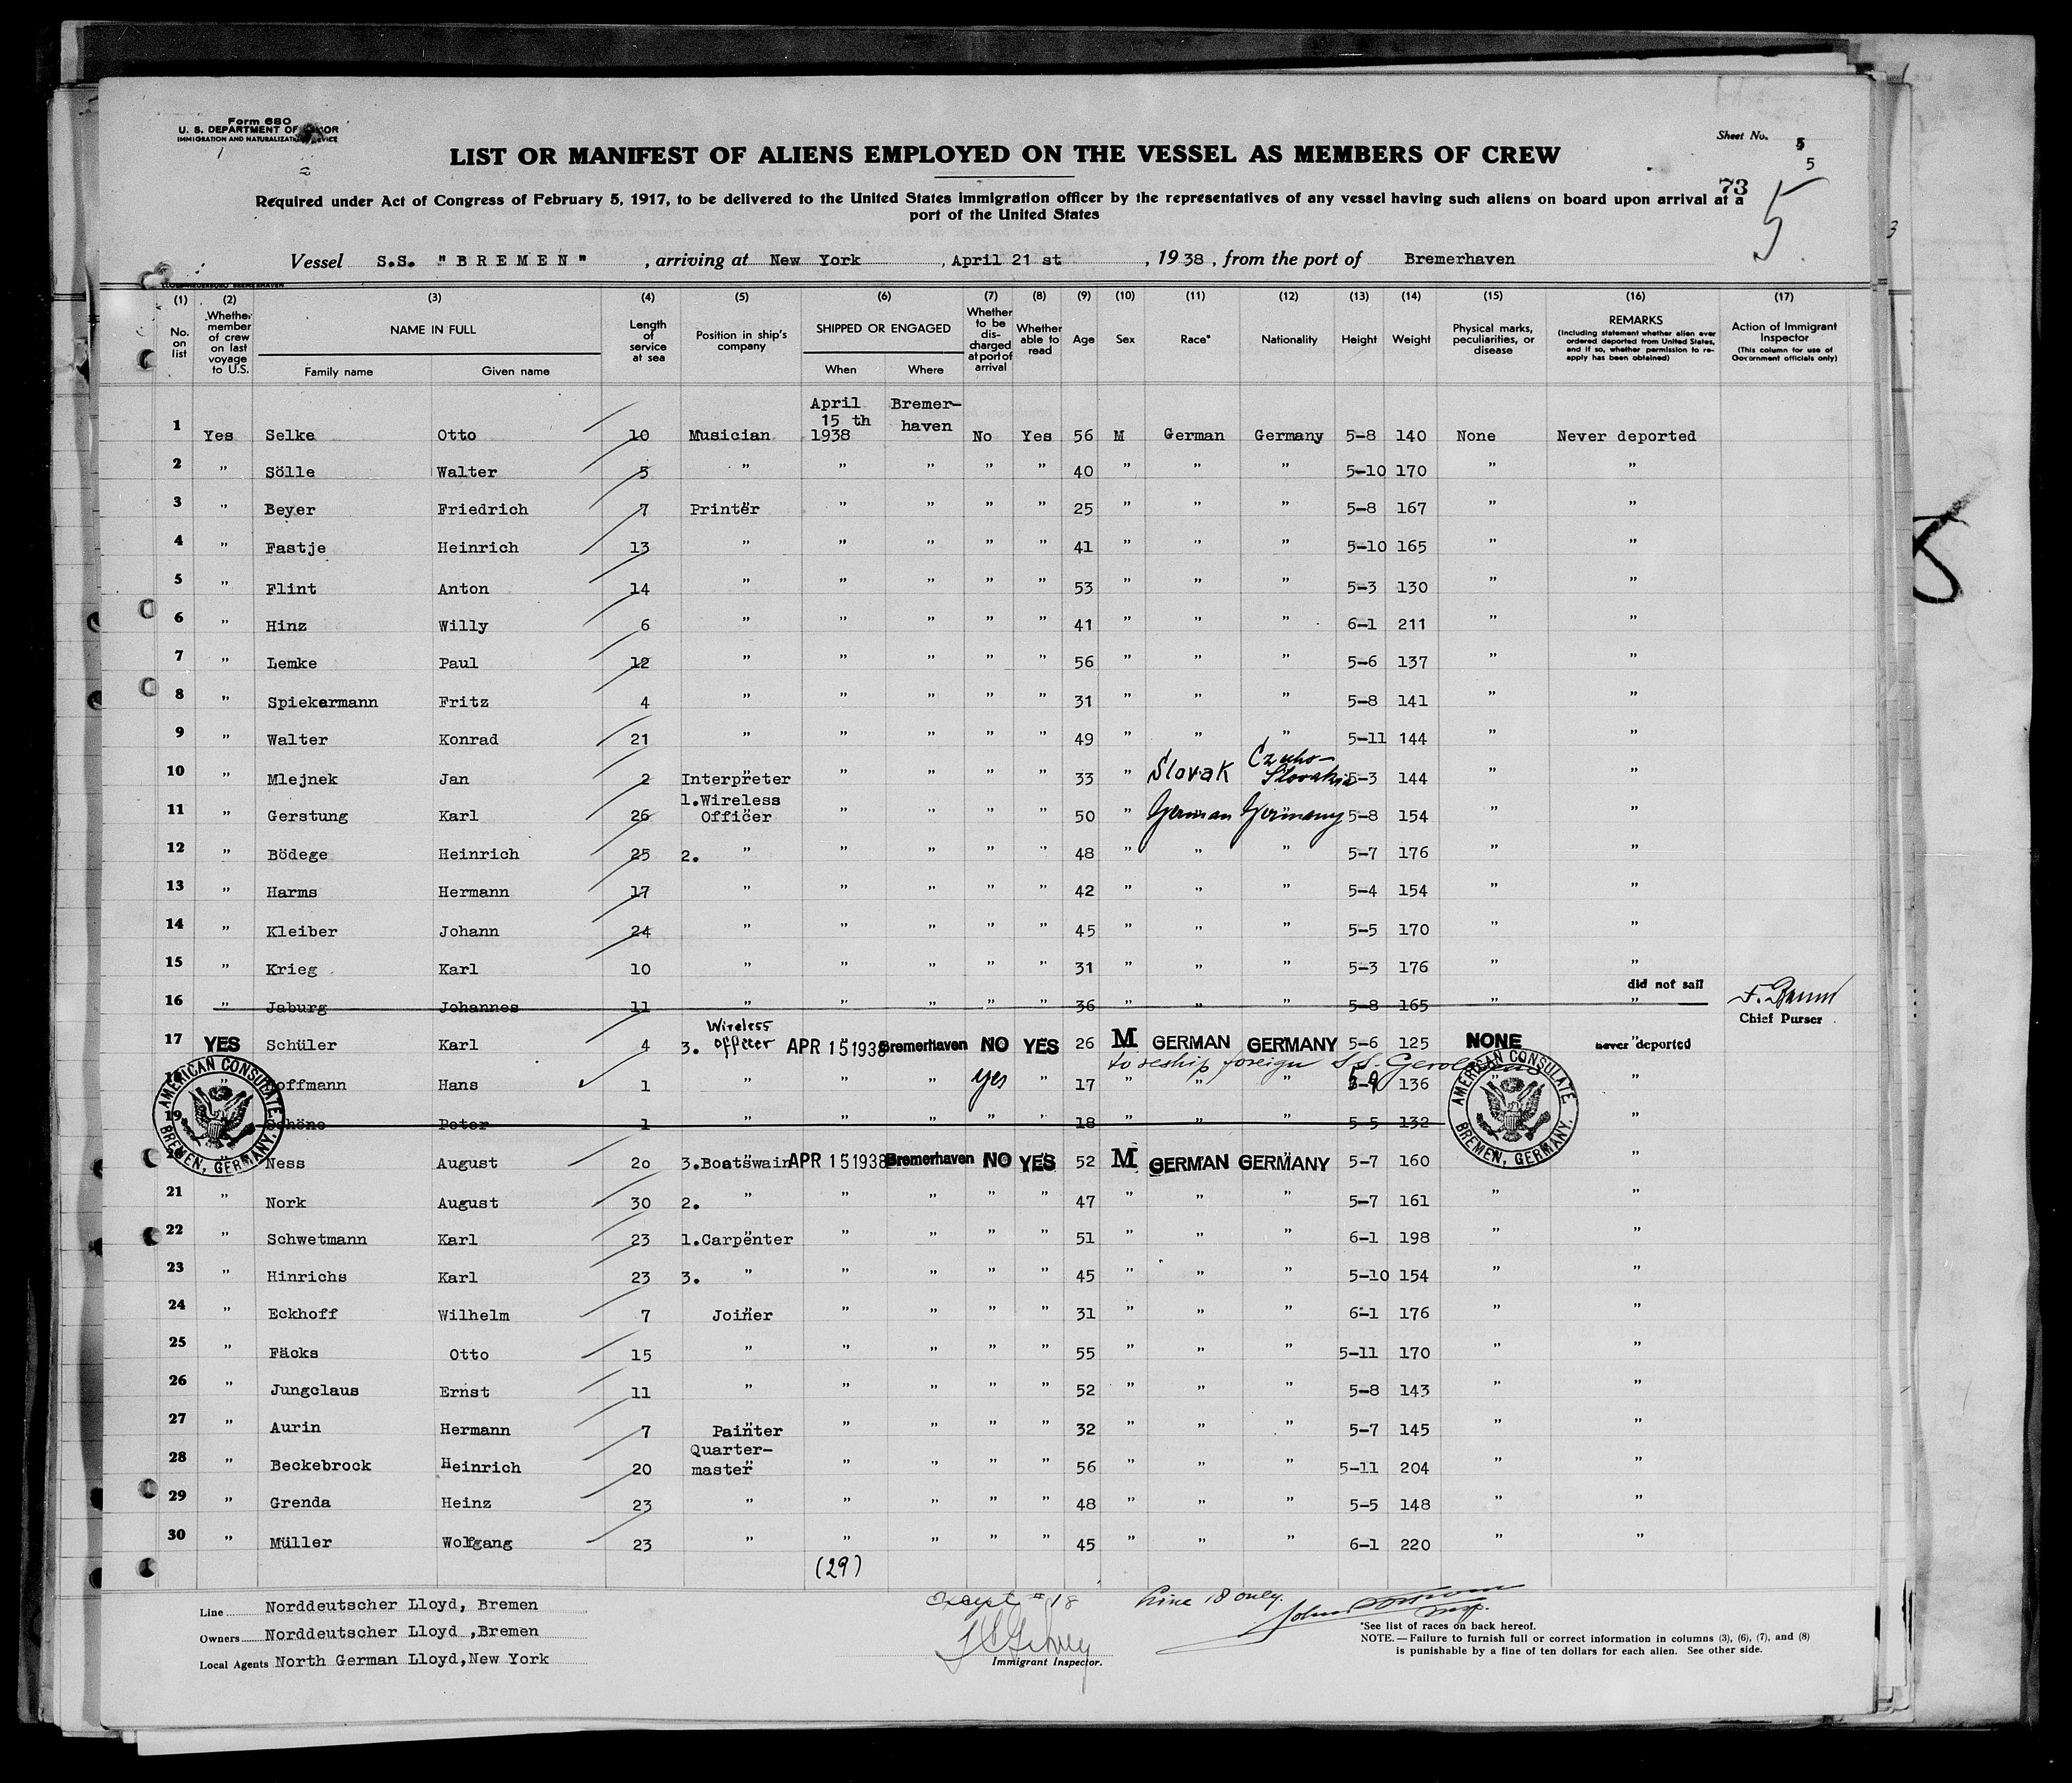 Form 680
U. S. DEPARTMENT OF LABOR
IMMIGRATION AND NATURALIZATION SERVICE
Sheet No. 5
5
73
5
LIST OR MANIFEST OF ALIENS EMPLOYED ON THE VESSEL AS MEMBERS OF CREW
Required under Act of Congress of February 5, 1917, to be delivered to the United States immigration officer by the representatives of any vessel having such aliens on board upon arrival at a
port of the United States
Vessel S.S. "BREMEN" , arriving at New York , April 21 st , 1938 , from the port of Bremerhaven
(1) (2) (3) (4) (5) (6) (7) (8) (9) (10) (11) (12) (13) (14) (15) (16) (17)
No. on list
Whether member of crew on last voyage to U.S.
NAME IN FULL
Family name Given name
Length of service at sea
Position in ship's company
SHIPPED OR ENGAGED
When Where
Whether to be discharged at port of arrival
Whether able to read
Age
Sex
Race*
Nationality
Height
Weight
Physical marks, peculiarities, or disease
REMARKS
(Including statement whether alien ever ordered deported from United States, and if so, whether permission to re-apply has been obtained)
Action of Immigrant Inspector
(This column for use of Government officials only)
1 Yes Selke Otto 10 Musician April 15 th 1938 Bremer-haven No Yes 56 M German Germany 5-8 140 None Never deported
2 " Sölle Walter 5 " " " " " 40 " " " 5-10 170 " "
3 " Beyer Friedrich 7 Printer " " " " 25 " " " 5-8 167 " "
4 " Fastje Heinrich 13 " " " " " 41 " " " 5-10 165 " "
5 " Flint Anton 14 " " " " " 53 " " " 5-3 130 " "
6 " Hinz Willy 6 " " " " " 41 " " " 6-1 211 " "
7 " Lemke Paul 12 " " " " " 56 " " " 5-6 137 " "
8 " Spiekermann Fritz 4 " " " " " 31 " " " 5-8 141 " "
9 " Walter Konrad 21 " " " " " 49 " " " 5-11 144 " "
10 " Mlejnek Jan 2 Interpreter " " " " 33 " Slovak Czecho-Slovakia 5-3 144 " "
11 " Gerstung Karl 26 1.Wireless Officer " " " " 50 " German Germany 5-8 154 " "
12 " Bödege Heinrich 25 2. " " " " " 48 " " " 5-7 176 " "
13 " Harms Hermann 17 " " " " " 42 " " " 5-4 154 " "
14 " Kleiber Johann 24 " " " " " 45 " " " 5-5 170 " "
15 " Krieg Karl 10 " " " " " 31 " " " 5-3 176 " "
did not sail
16 " Jaburg Johannes 11 " " " " " 36 " " " 5-8 165 " "
Chief Purser
17 YES Schüler Karl 4 3. Wireless officer APR 15 1938 Bremerhaven NO YES 26 M GERMAN GERMANY 5-6 125 NONE never deported
to reship foreign S.S.
" Hoffmann Hans 1 " " " yes " 17 " " " 5-9 136 " "
19 Schöne Peter 1 " " " " " 18 " " " 5-5 132 "
" Ness August 20 3.Boatswain APR 15 1938 Bremerhaven NO YES 52 M GERMAN GERMANY 5-7 160 "
AMERICAN CONSULATE, BREMEN, GERMANY.
AMERICAN CONSULATE BREMEN, GERMANY.
21 " Nork August 30 2. " " " " " 47 " " " 5-7 161 " "
22 " Schwetmann Karl 23 1.Carpenter " " " " 51 " " " 6-1 198 " "
23 " Hinrichs Karl 23 3. " " " " " 45 " " " 5-10 154 " "
24 " Eckhoff Wilhelm 7 Joiner " " " " 31 " " " 6-1 176 " "
25 " Fäcks Otto 15 " " " " " 55 " " " 5-11 170 " "
26 " Jungclaus Ernst 11 " " " " " 52 " " " 5-8 143 " "
27 " Aurin Hermann 7 Painter " " " " 32 " " " 5-7 145 " "
28 " Beckebrock Heinrich 20 Quarter-master " " " " 56 " " " 5-11 204 " "
29 " Grenda Heinz 23 " " " " " 48 " " " 5-5 148 " "
30 " Müller Wolfgang 23 " " " " " 45 " " " 6-1 220 " "
(29)
Line Norddeutscher Lloyd, Bremen
Owners Norddeutscher Lloyd ,Bremen
Local Agents North German Lloyd,New York
Except # 18
Immigrant Inspector.
Line 18 only.
*See list of races on back hereof.
NOTE.—Failure to furnish full or correct information in columns (3), (6), (7), and (8)
is punishable by a fine of ten dollars for each alien. See other side.